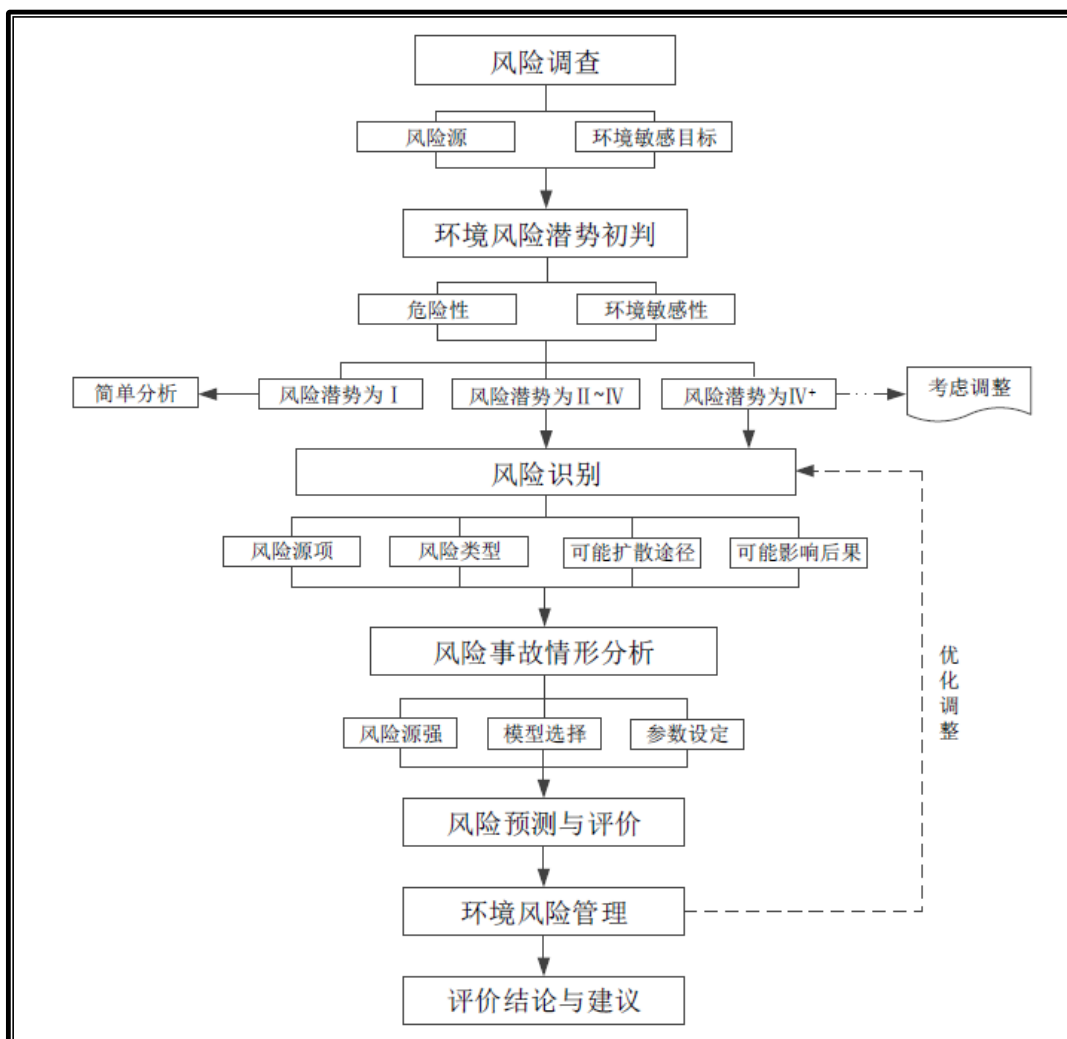 风险调查
风险源
环境敏感目标
环境风险潜势初判
危险性
环境敏感性
简单分析
风险潜势为Ⅰ
风险潜势为Ⅱ~Ⅳ
风险潜势为Ⅳ⁺
考虑调整
风险识别
风险源项
风险类型
可能扩散途径
可能影响后果
风险事故情形分析
优化调整
风险源强
模型选择
参数设定
风险预测与评价
环境风险管理
评价结论与建议